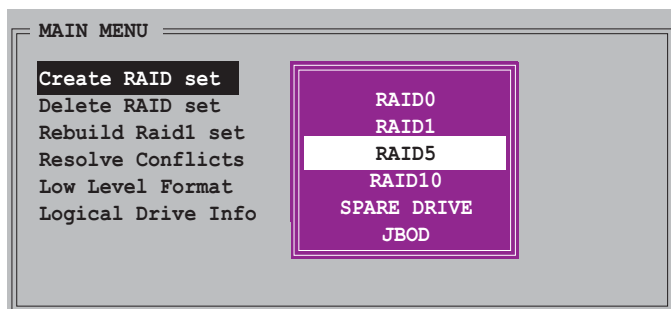 MAIN MENU
Create RAID set
Delete RAID set
Rebuild Raid1 set
Resolve Conflicts
Low Level Format
Logical Drive Info
RAID0
RAID1
RAID5
RAID10
SPARE DRIVE
JBOD